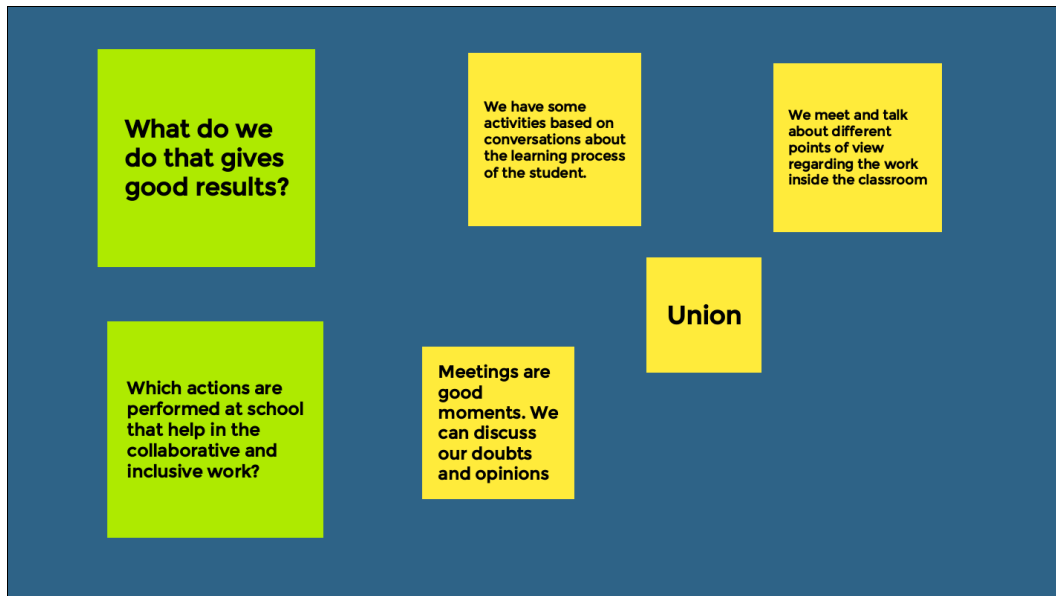 What do we
do that gives
good results?
We have some
activities based on
conversations about
the learning process
of the student.
We meet and talk
about different
points of view
regarding the work
inside the classroom
Union
Which actions are
performed at school
that help in the
collaborative and
inclusive work?
Meetings are
good
moments. We
can discuss
our doubts
and opinions